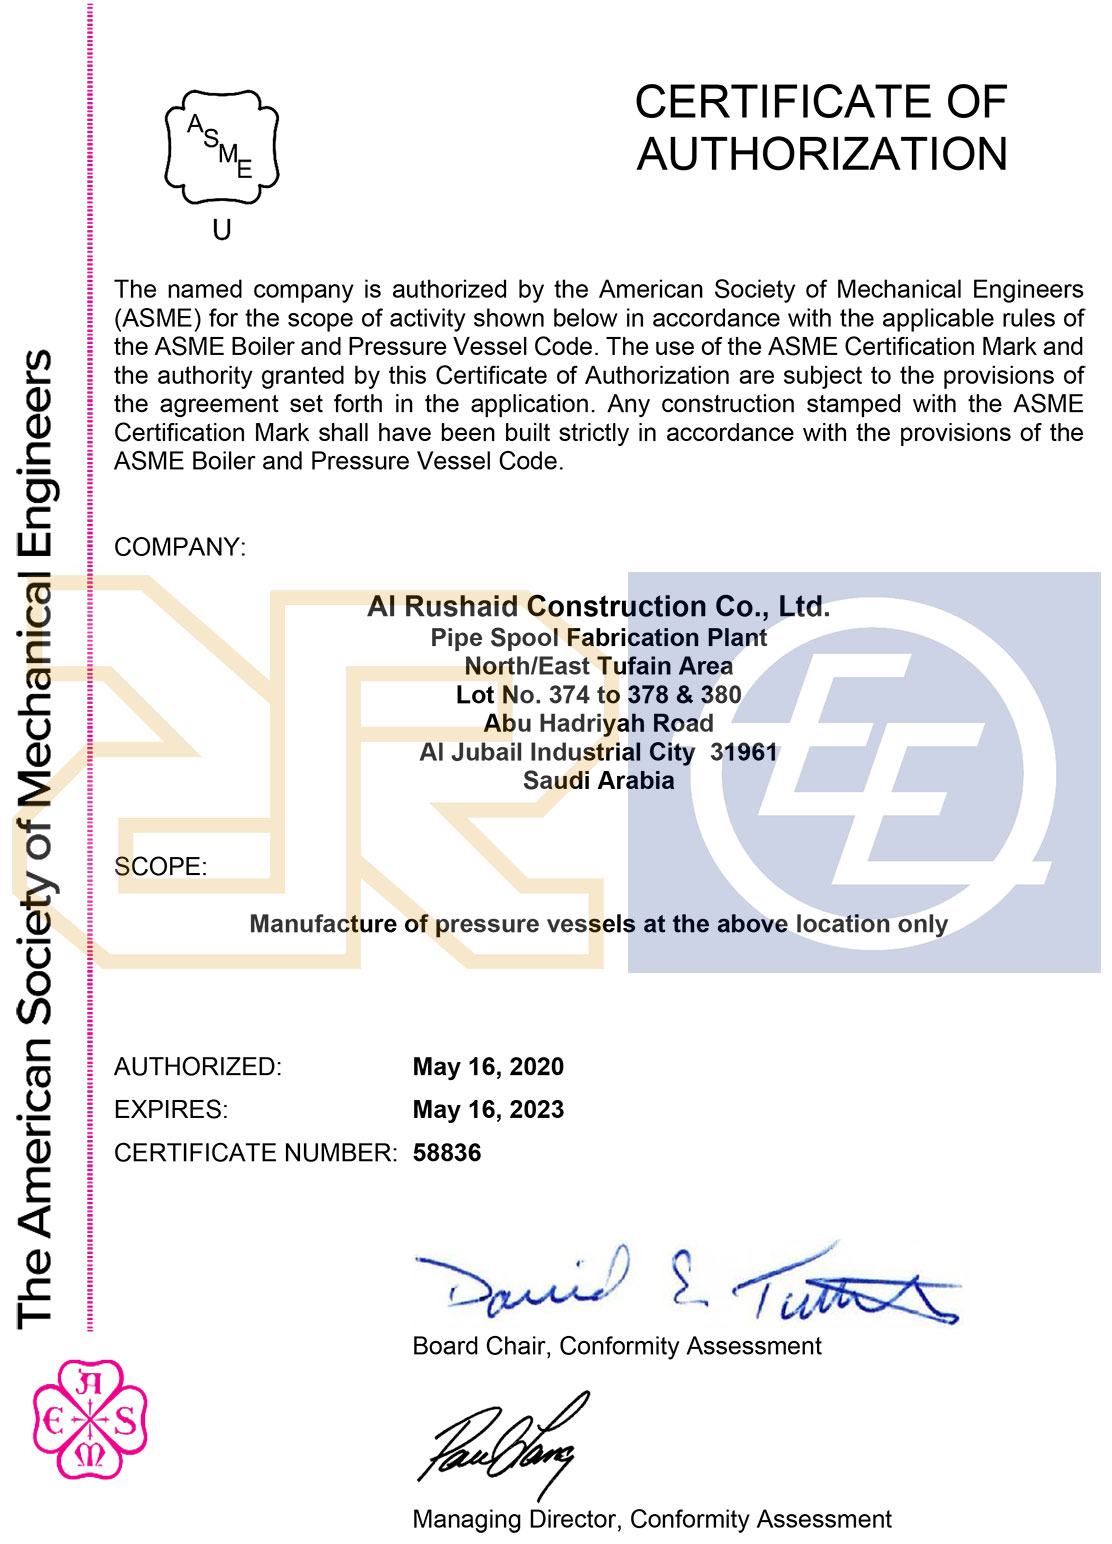 CERTIFICATE OF
AUTHORIZATION
A
S
M
E
U
The named company is authorized by the American Society of Mechanical Engineers
(ASME) for the scope of activity shown below in accordance with the applicable rules of
the ASME Boiler and Pressure Vessel Code. The use of the ASME Certification Mark and
the authority granted by this Certificate of Authorization are subject to the provisions of
the agreement set forth in the application. Any construction stamped with the ASME
Certification Mark shall have been built strictly in accordance with the provisions of the
ASME Boiler and Pressure Vessel Code.
COMPANY:
Al Rushaid Construction Co., Ltd.
Pipe Spool Fabrication Plant
North/East Tufain Area
Lot No. 374 to 378 & 380
Abu Hadriyah Road
Al Jubail Industrial City 31961
Saudi Arabia
SCOPE:
Manufacture of pressure vessels at the above location only
AUTHORIZED: May 16, 2020
EXPIRES: May 16, 2023
CERTIFICATE NUMBER: 58836
David E
Board Chair, Conformity Assessment
Paul
Managing Director, Conformity Assessment
The American Society of Mechanical Engineers
A
S
M
E